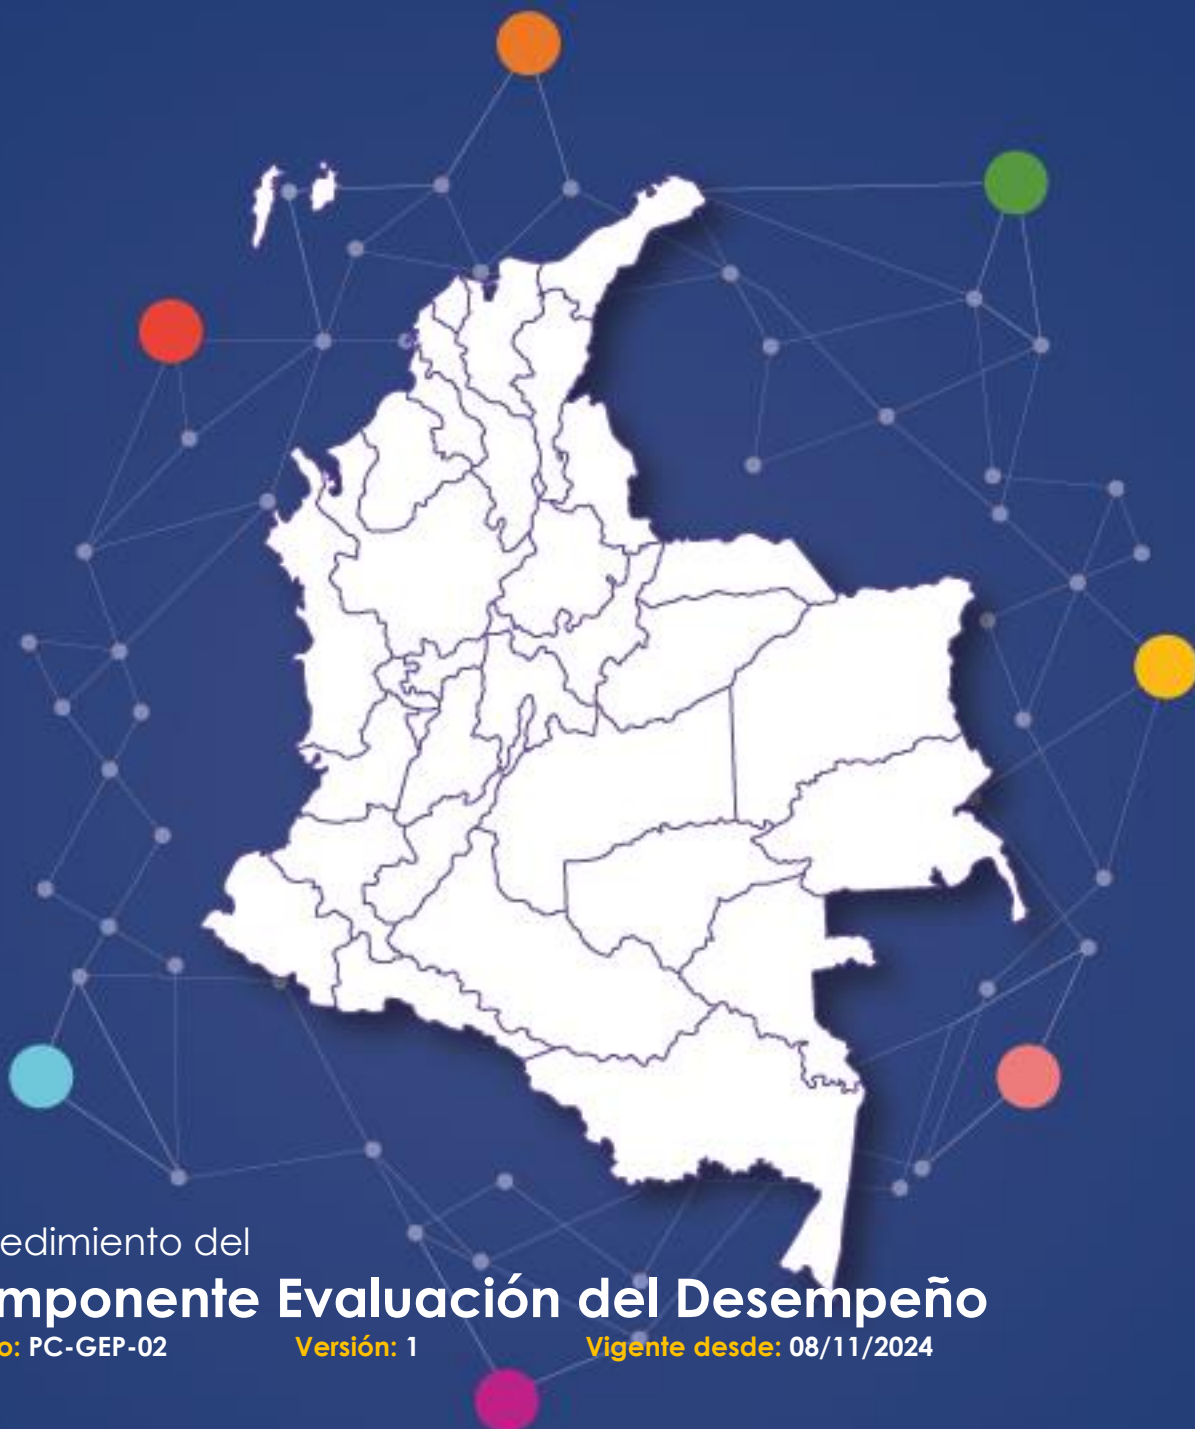 edimiento del
mponente Evaluación del Desempeño
o: PC-GEP-02 Versión: 1 Vigente desde: 08/11/2024